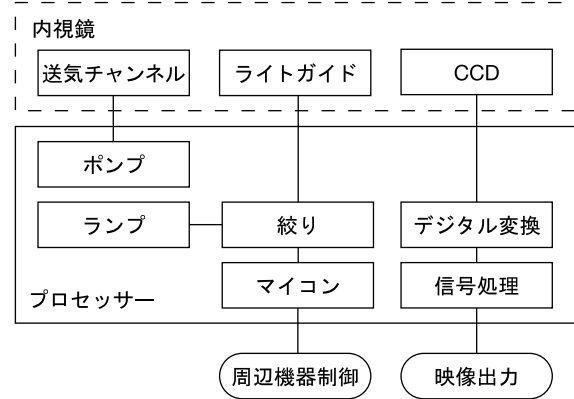 内視鏡
送気チャンネル
ライトガイド
CCD
ポンプ
ランプ
絞り
デジタル変換
マイコン
信号処理
プロセッサー
周辺機器制御
映像出力